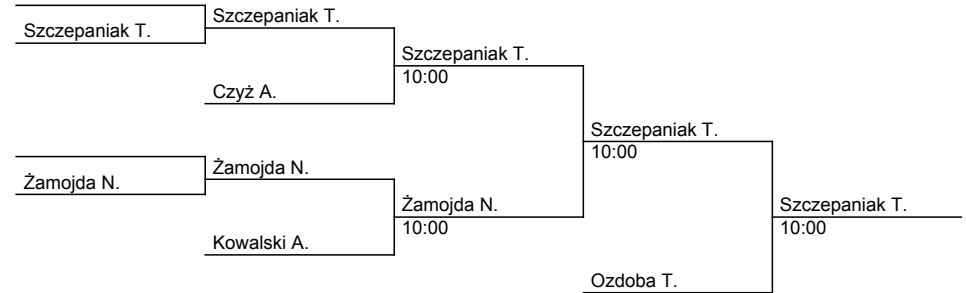 Szczepaniak T.
Szczepaniak T.
Szczepaniak T.
10:00
Czyż A.
Szczepaniak T.
10:00
Żamojda N.
Żamojda N.
Żamojda N.
10:00
Szczepaniak T.
10:00
Kowalski A.
Ozdoba T.